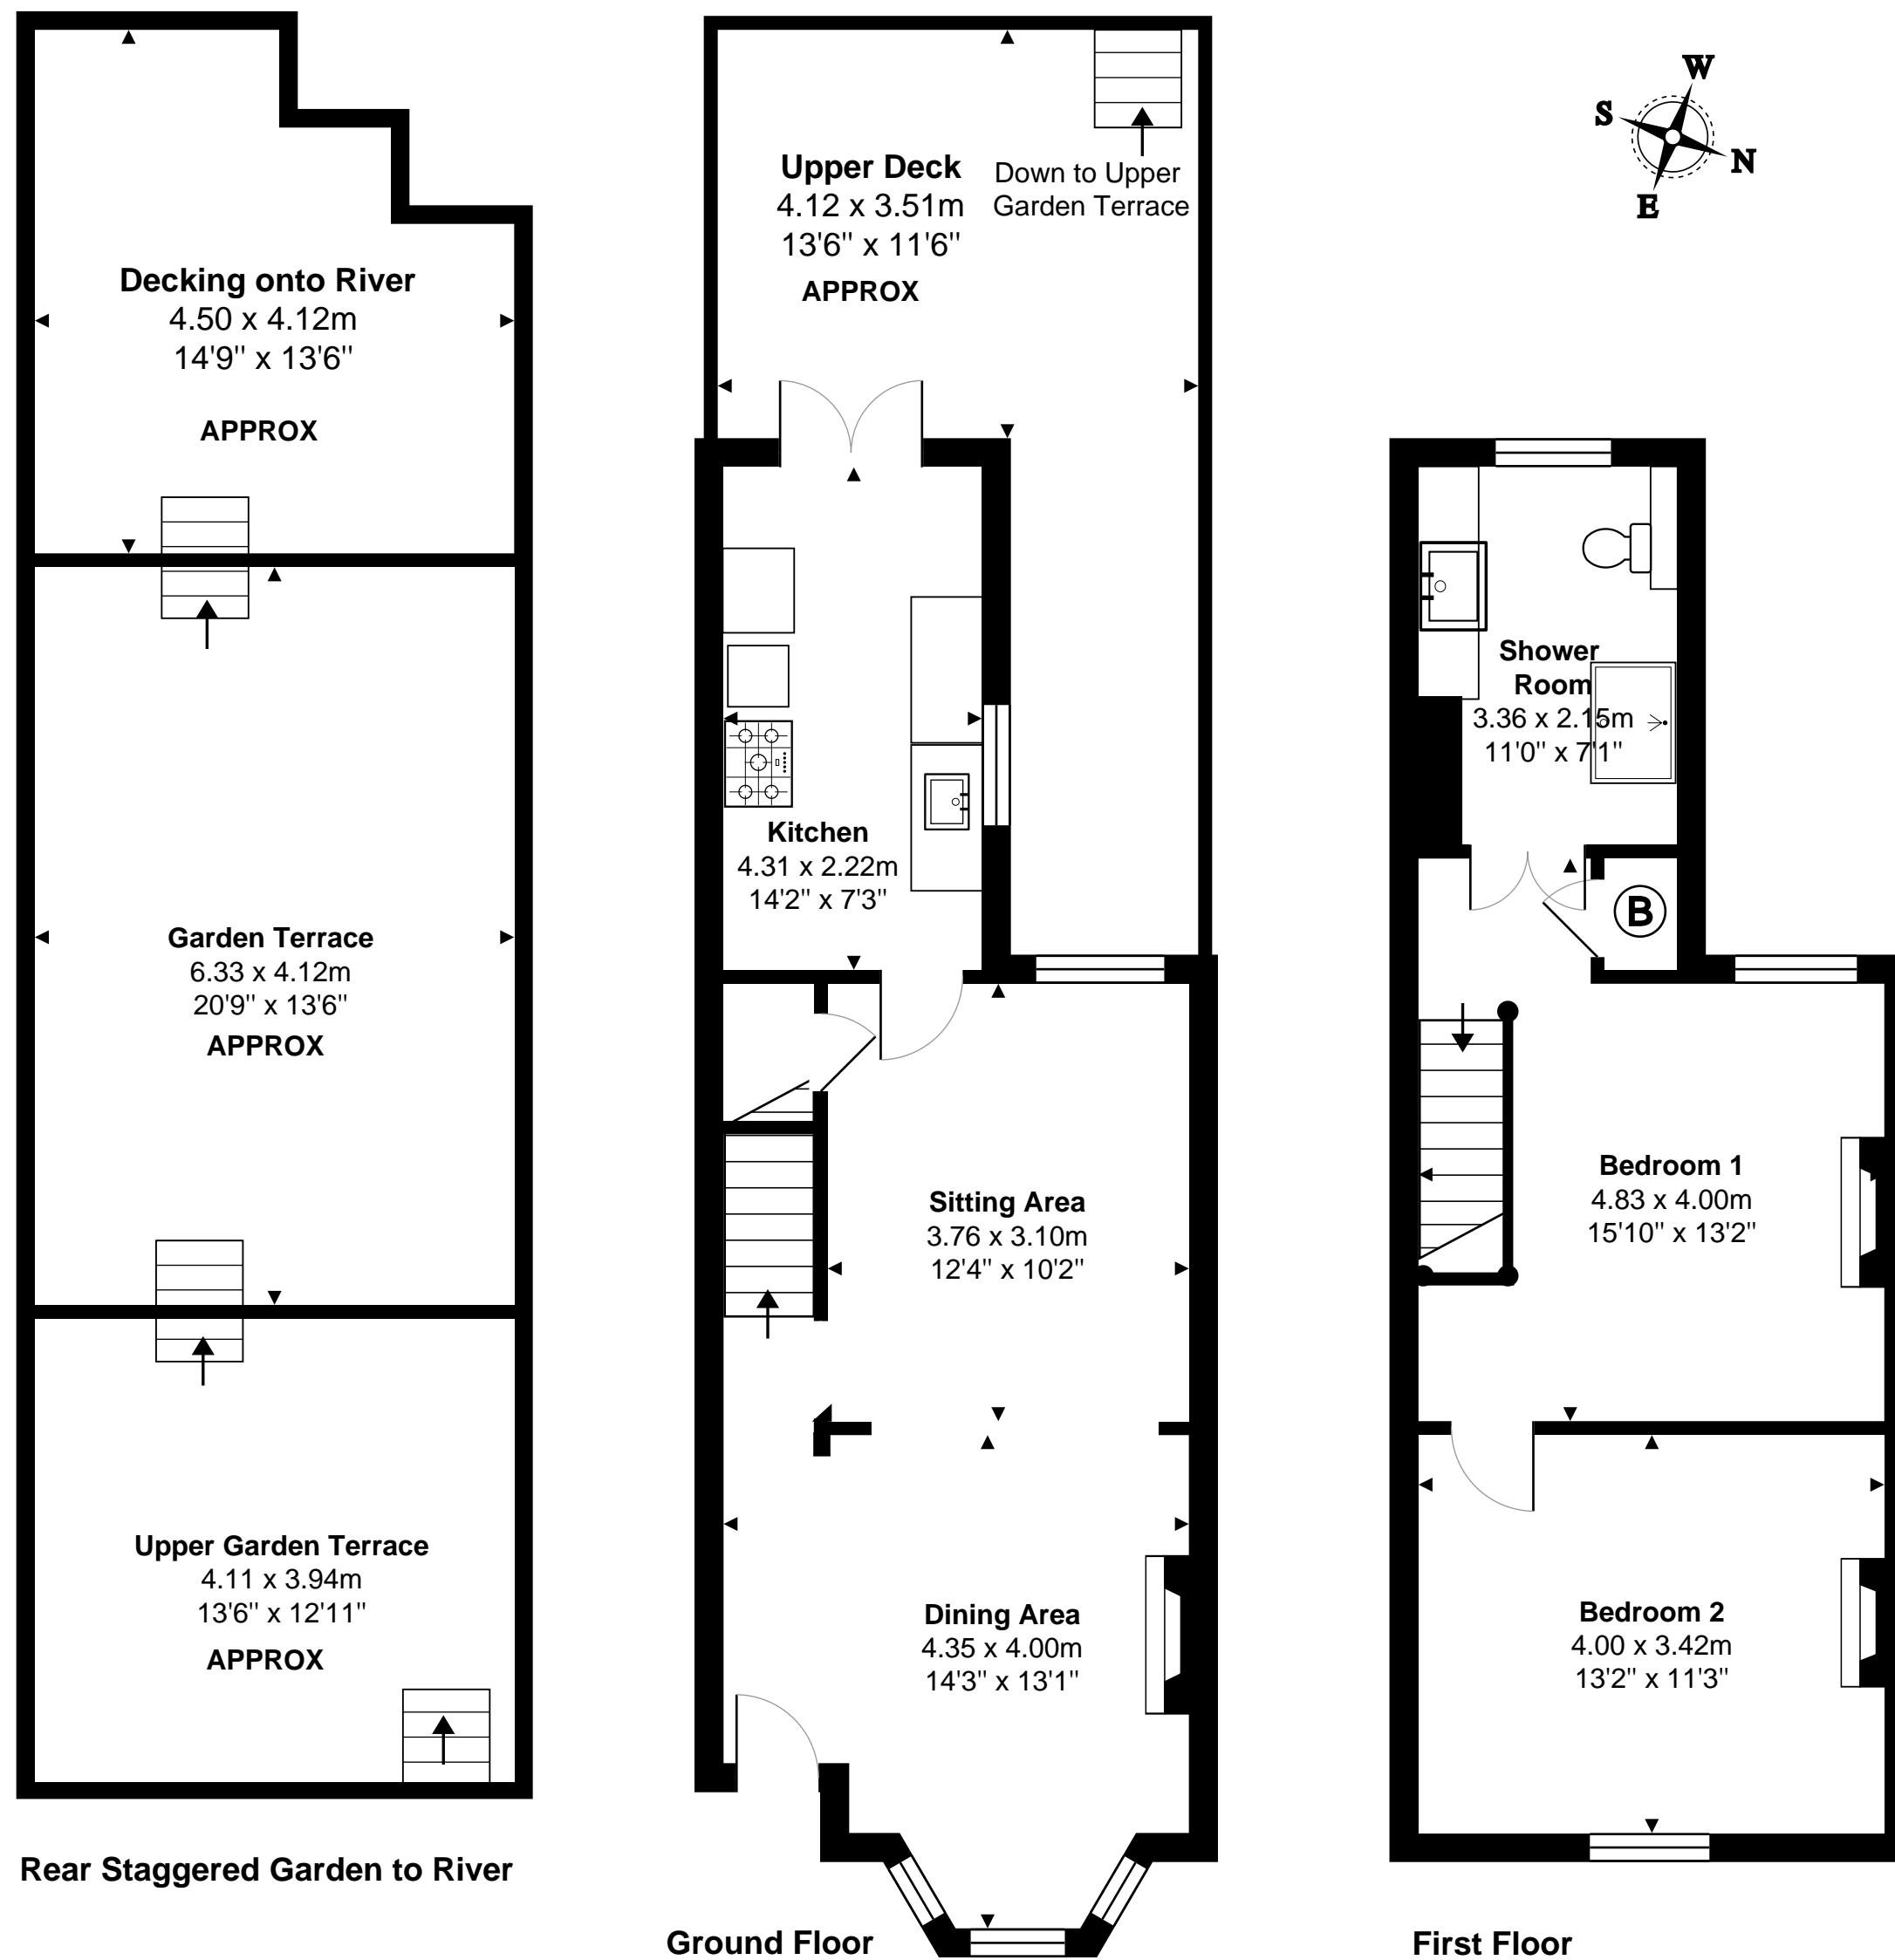 Decking onto River
4.50 x 4.12m
14'9" x 13'6"
APPROX
Garden Terrace
6.33 x 4.12m
20'9" x 13'6"
APPROX
Upper Garden Terrace
4.11 x 3.94m
13'6" x 12'11"
APPROX
Rear Staggered Garden to River
Upper Deck
4.12 x 3.51m
13'6" x 11'6"
APPROX
Down to Upper
Garden Terrace
Kitchen
4.31 x 2.22m
14'2" x 7'3"
Sitting Area
3.76 x 3.10m
12'4" x 10'2"
Dining Area
4.35 x 4.00m
14'3" x 13'1"
Ground Floor
W
S
N
E
Shower
Room
3.36 x 2.15m
11'0" x 7'1"
B
Bedroom 1
4.83 x 4.00m
15'10" x 13'2"
Bedroom 2
4.00 x 3.42m
13'2" x 11'3"
First Floor